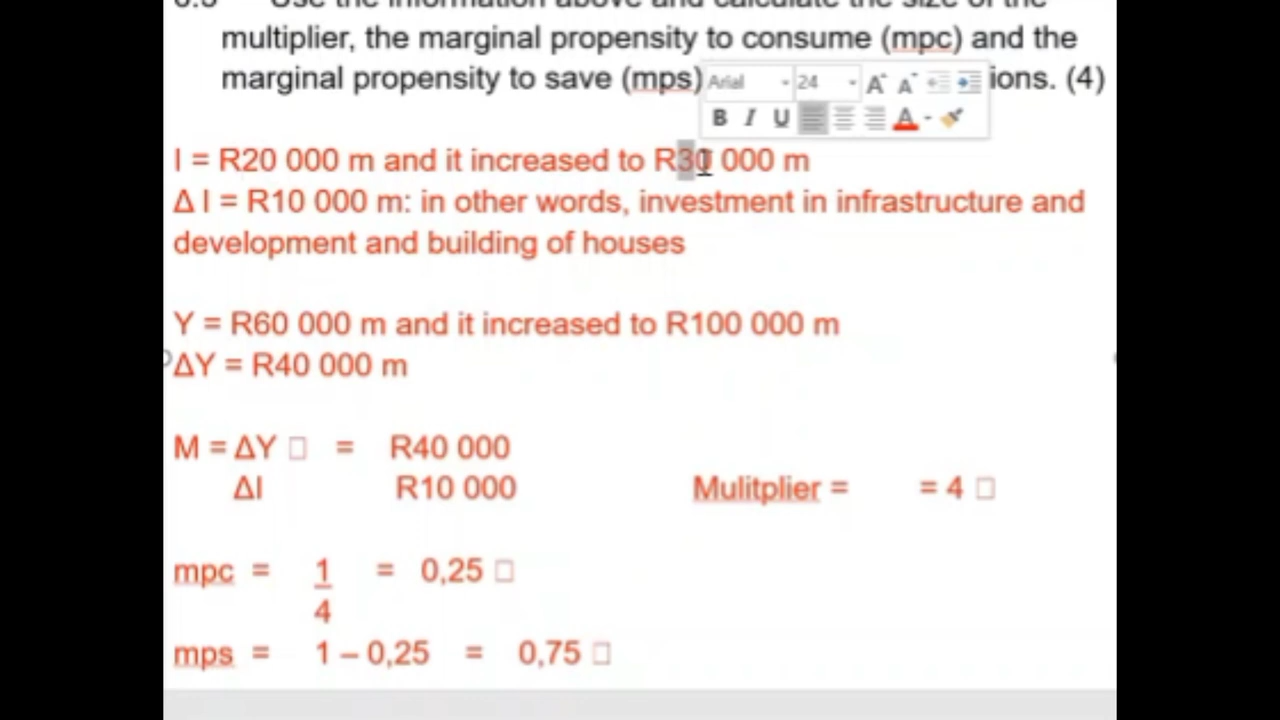 multiplier, the marginal propensity to consume (mpc) and the
marginal propensity to save (mps) ions. (4)
Arial 24 A A
B I U A
I = R20 000 m and it increased to R30 000 m
Δ I = R10 000 m: in other words, investment in infrastructure and
development and building of houses
Y = R60 000 m and it increased to R100 000 m
ΔY = R40 000 m
M = ΔY □ = R40 000
ΔI R10 000 Mulitplier = = 4 □
mpc = 1 = 0,25 □
4
mps = 1 – 0,25 = 0,75 □